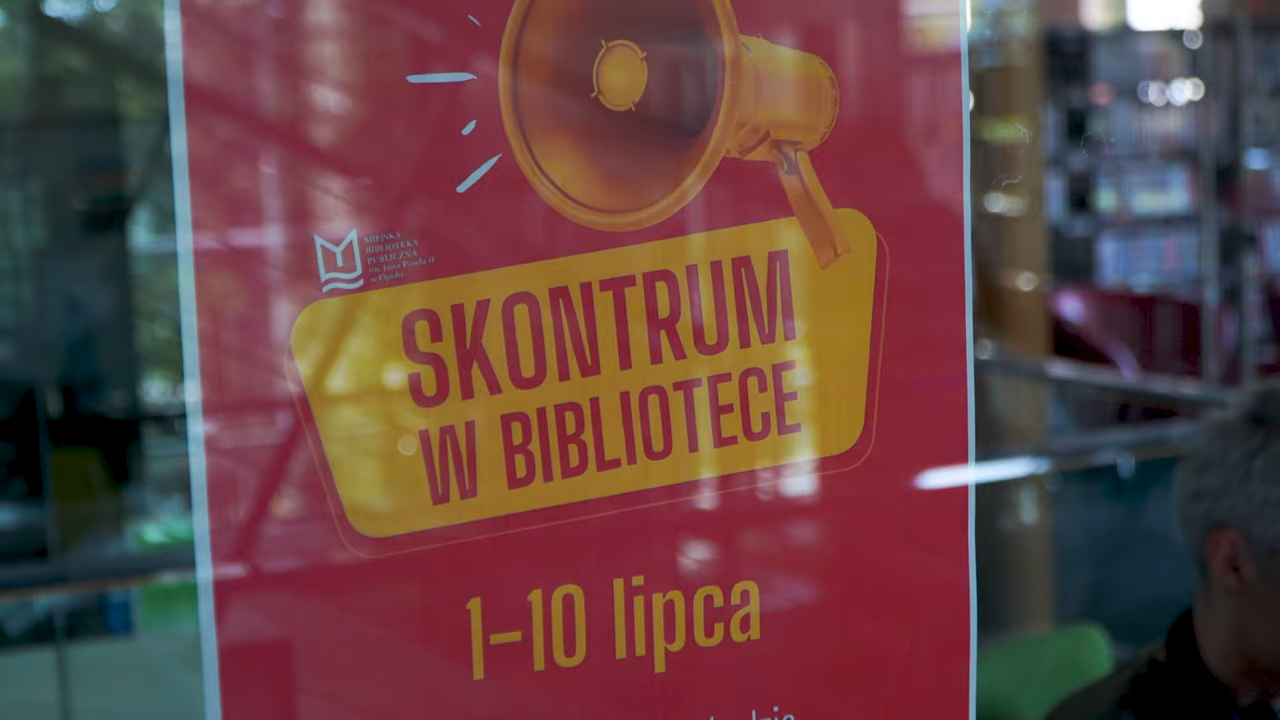 MIEJSKA
BIBLIOTEKA
PUBLICZNA
im. Jana Pawła II
w Opolu
SKONTRUM
W BIBLIOTECE
1-10 lipca